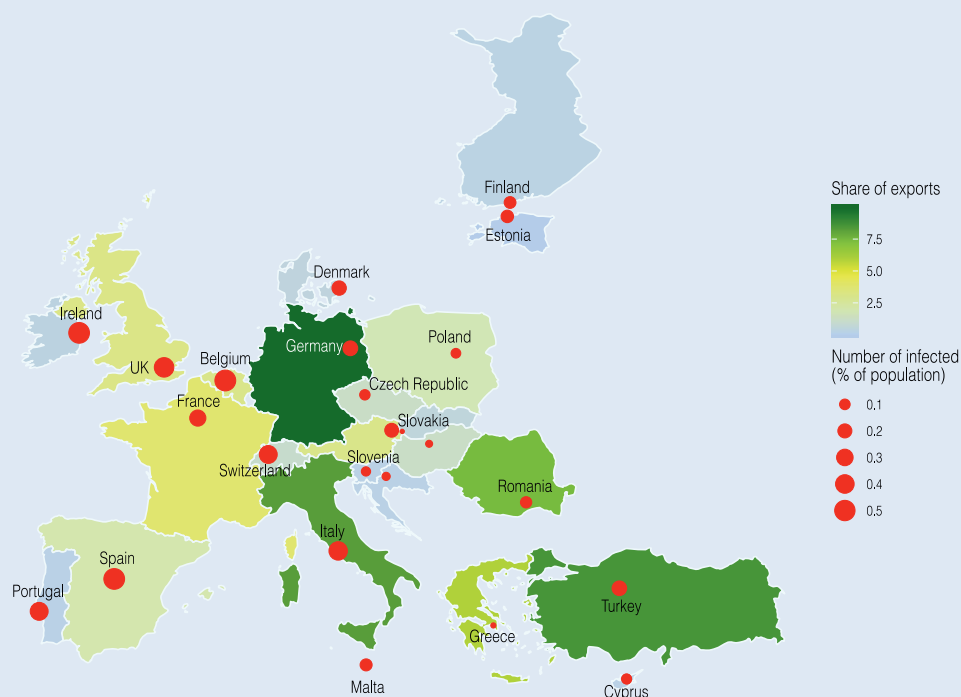 Finland
Estonia
Share of exports
7.5
5.0
2.5
Denmark
Ireland
Germany
Poland
UK
Belgium
Number of infected
(% of population)
Czech Republic
France
0.1
Slovakia
0.2
Switzerland
Slovenia
0.3
0.4
Romania
0.5
Italy
Spain
Portugal
Turkey
Greece
Malta
Cyprus